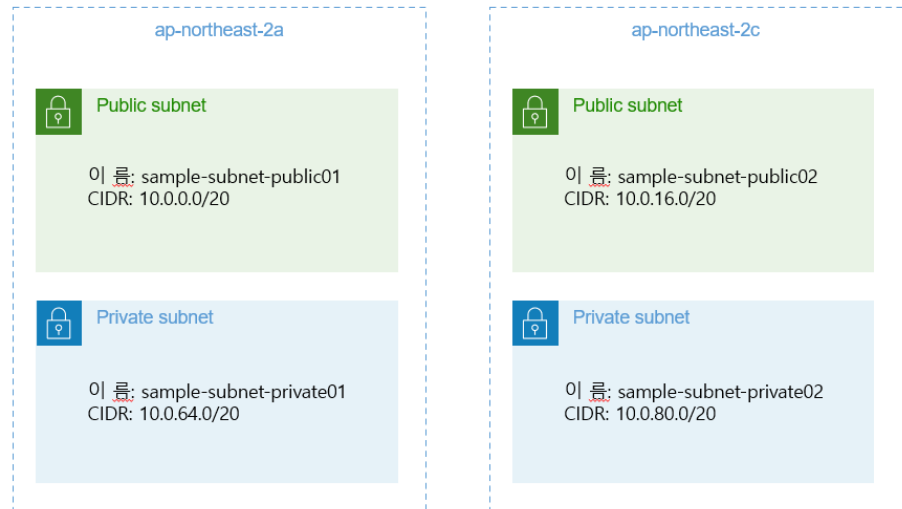 ap-northeast-2a
Public subnet
이 름: sample-subnet-public01
CIDR: 10.0.0.0/20
Private subnet
이 름: sample-subnet-private01
CIDR: 10.0.64.0/20
ap-northeast-2c
Public subnet
이 름: sample-subnet-public02
CIDR: 10.0.16.0/20
Private subnet
이 름: sample-subnet-private02
CIDR: 10.0.80.0/20